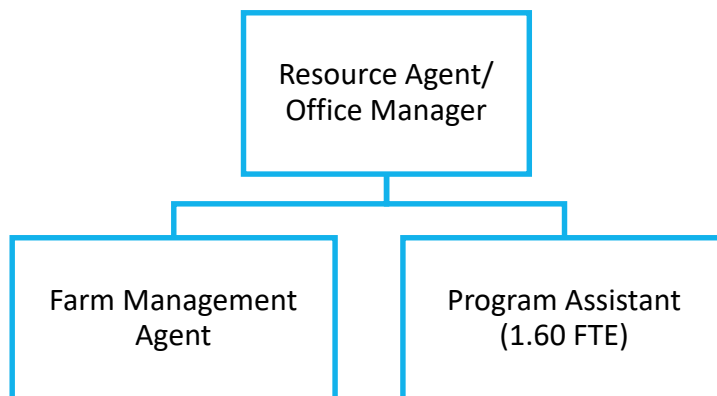 Resource Agent/
Office Manager
Farm Management
Agent
Program Assistant
(1.60 FTE)